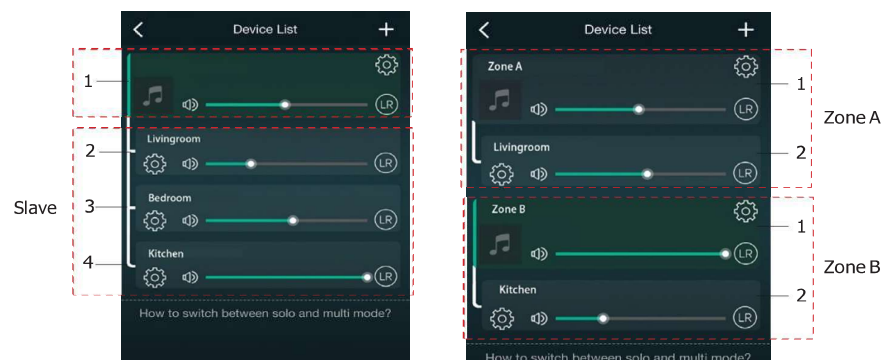 Device List
+
1
LR
Slave
2
Livingroom
LR
3
Bedroom
LR
4
Kitchen
LR
How to switch between solo and multi mode?
Device List
+
Zone A
1
LR
Zone A
Livingroom
2
LR
Zone B
1
LR
Zone B
Kitchen
2
LR
How to switch between solo and multi mode?